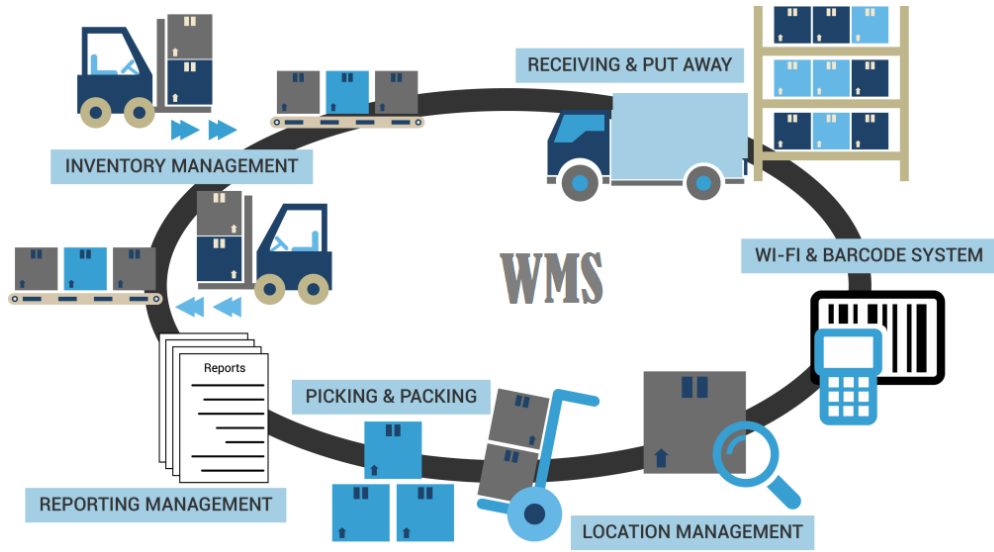 RECEIVING & PUT AWAY
INVENTORY MANAGEMENT
WI-FI & BARCODE SYSTEM
WMS
Reports
PICKING & PACKING
REPORTING MANAGEMENT
LOCATION MANAGEMENT